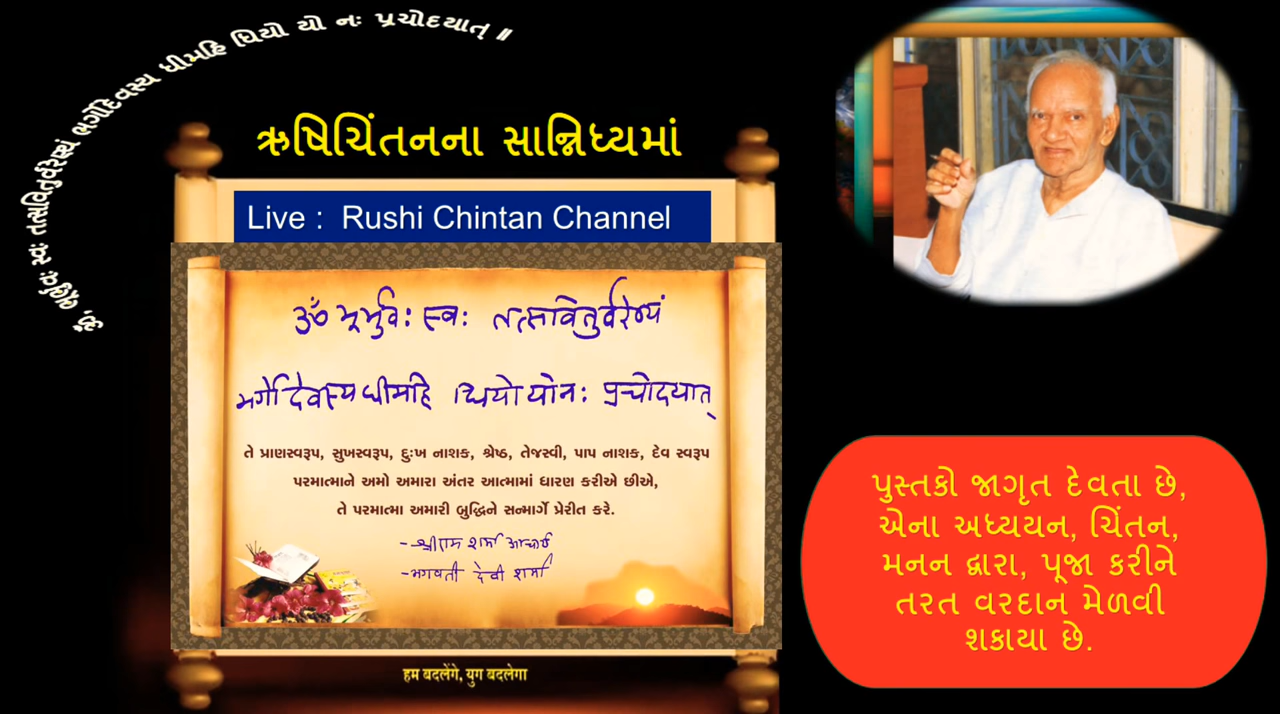 ૐ ભૂર્ભુવઃ સ્વઃ તત્સવિતુર્વરેણ્યં ભર્ગોદેવસ્ય ધીમહિ ધિયો યો નઃ પ્રચોદયાત્ ॥
ઋષિચિંતનના સાન્નિધ્યમાં
Live : Rushi Chintan Channel
ॐ भूर्भुवः स्वः तत्सवितुर्वरेण्यं
भर्गोदेवस्य धीमहि धियो योनः प्रचोदयात्
તે પ્રાણસ્વરૂપ, સુખસ્વરૂપ, દુઃખ નાશક, શ્રેષ્ઠ, તેજસ્વી, પાપ નાશક, દેવ સ્વરૂપ
પરમાત્માને અમો અમારા અંતર આત્મામાં ધારણ કરીએ છીએ,
તે પરમાત્મા અમારી બુદ્ધિને સન્માર્ગે પ્રેરીત કરે.
-श्रीराम शर्मा आचार्य
-भगवती देवी शर्मा
हम बदलेंगे, युग बदलेगा
પુસ્તકો જાગૃત દેવતા છે,
એના અધ્યયન, ચિંતન,
મનન દ્વારા, પૂજા કરીને
તરત વરદાન મેળવી
શકાયા છે.